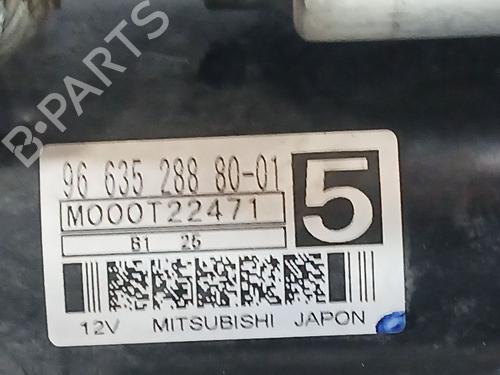 B-PARTS
96 635 288 80-01
5
M000T22471
B1 25
12V MITSUBISHI JAPON